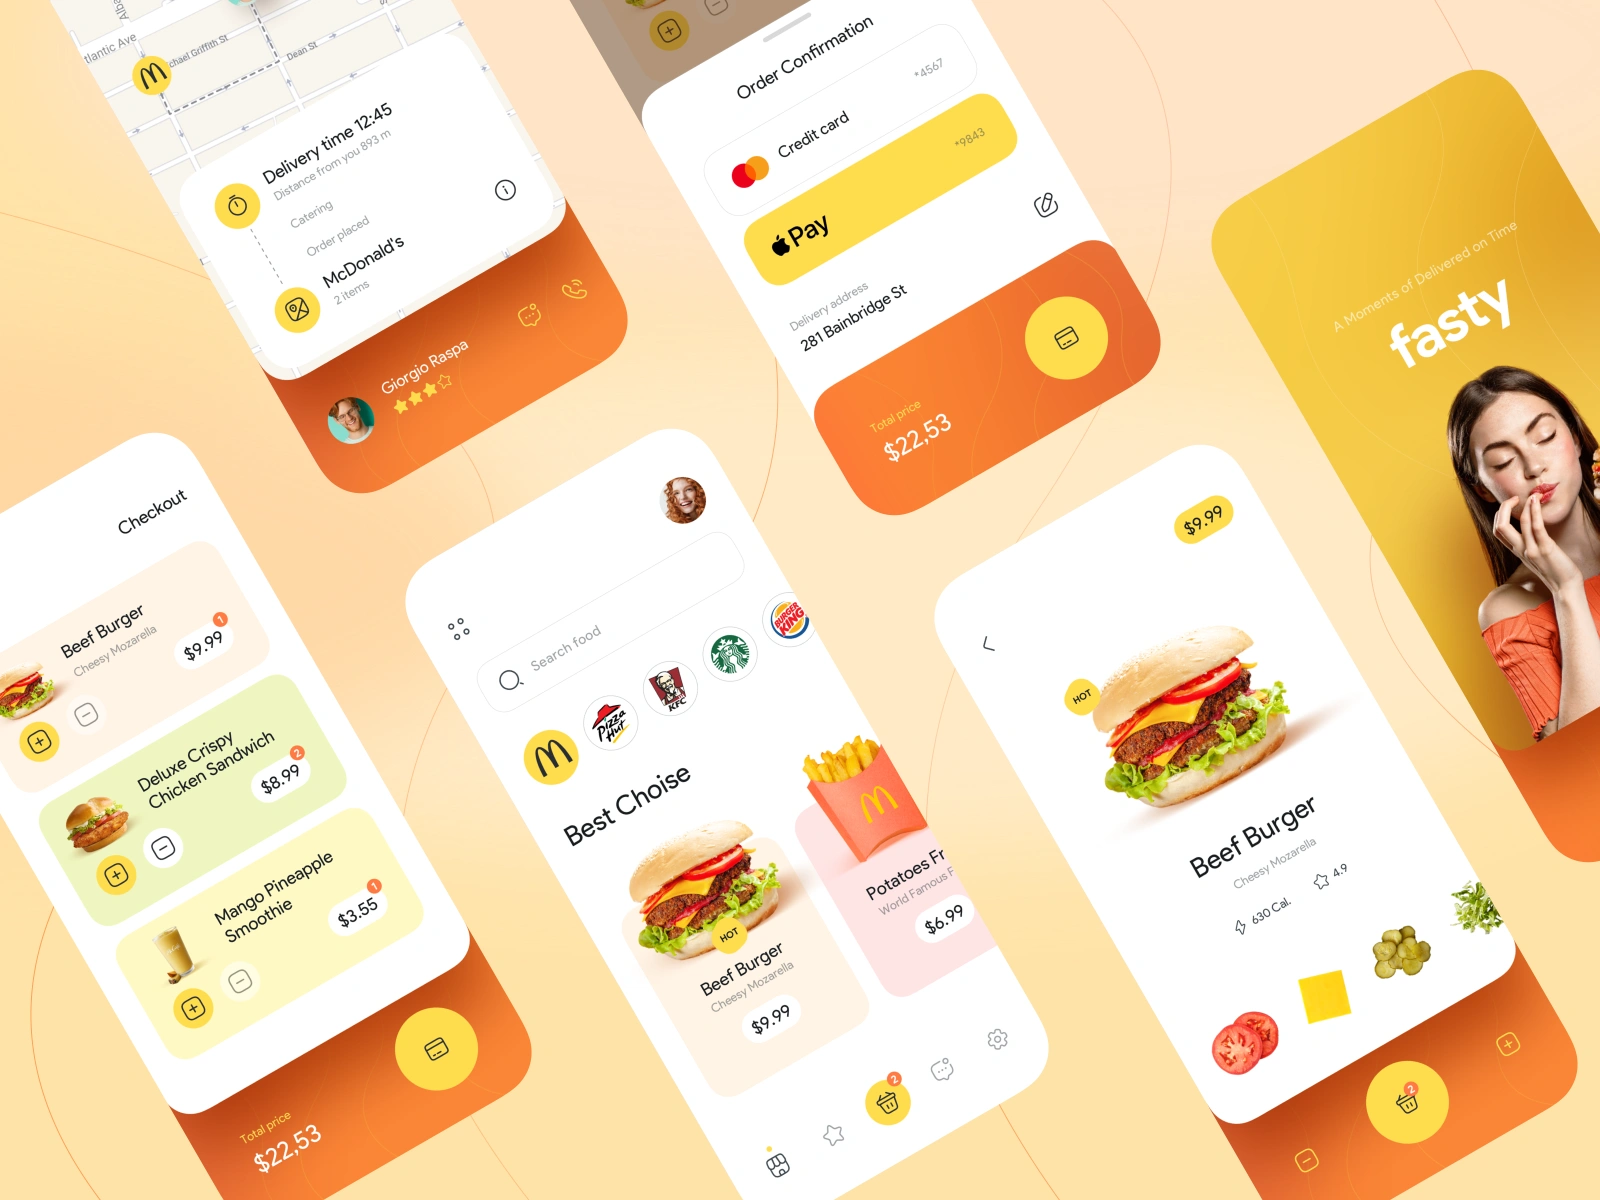 tlantic Ave
chael Griffith St
Dean St
Delivery time 12:45
Distance from you 893 m
Catering
Order placed
McDonald's
2 items
Giorgio Raspa
Order Confirmation
*4567
Credit card
*9843
Pay
Delivery address
281 Bainbridge St
Total price
$22,53
A Moments of Delivered on Time
fasty
Checkout
Beef Burger
Cheesy Mozarella
1
$9.99
Deluxe Crispy
Chicken Sandwich
2
$8.99
Mango Pineapple
Smoothie
1
$3.55
Total price
$22,53
Search food
Pizza
Hut
KFC
BURGER
KING
Best Choise
HOT
Beef Burger
Cheesy Mozarella
$9.99
Potatoes Fr
World Famous F
$6.99
2
$9.99
HOT
Beef Burger
Cheesy Mozarella
630 Cal.
4.9
2